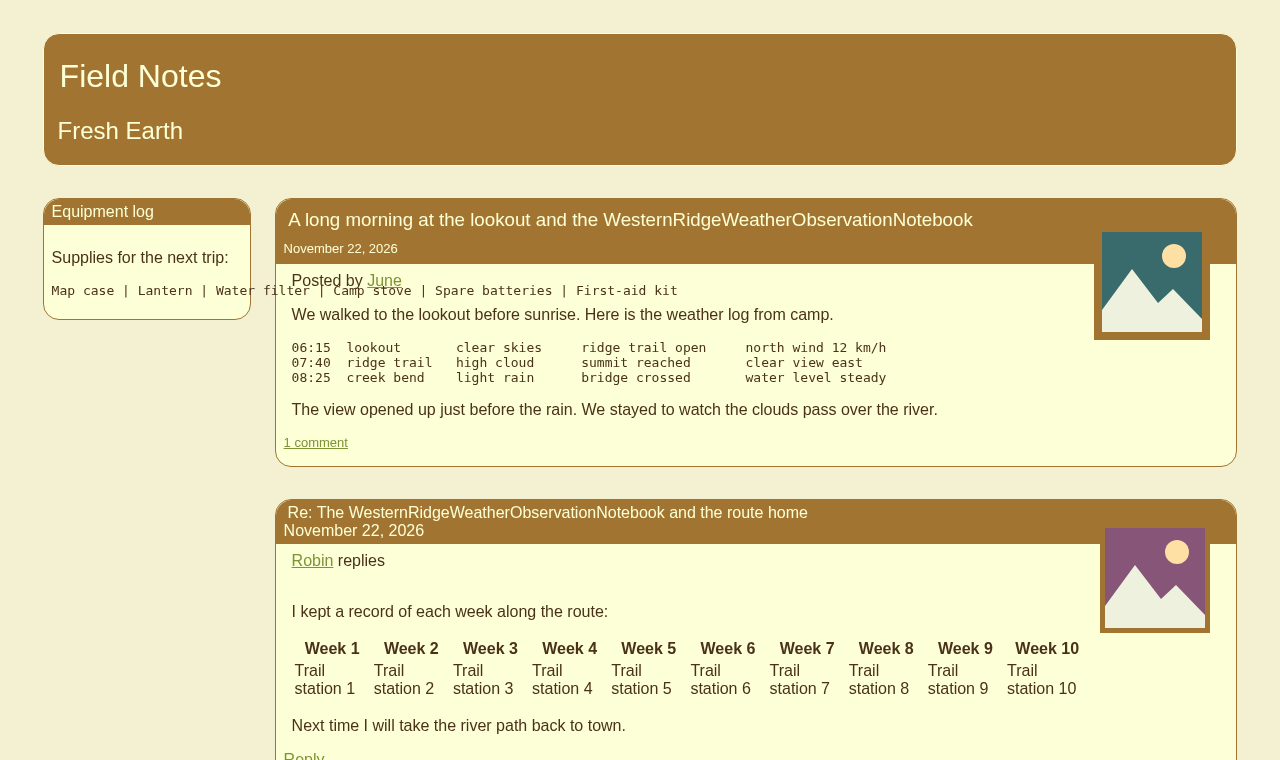 Field Notes
Fresh Earth
Equipment log
Supplies for the next trip:
Map case | Lantern | Water filter | Camp stove | Spare batteries | First-aid kit
A long morning at the lookout and the WesternRidgeWeatherObservationNotebook
November 22, 2026
Posted by June
We walked to the lookout before sunrise. Here is the weather log from camp.
06:15  lookout       clear skies     ridge trail open     north wind 12 km/h
07:40  ridge trail   high cloud      summit reached       clear view east
08:25  creek bend    light rain      bridge crossed       water level steady
The view opened up just before the rain. We stayed to watch the clouds pass over the river.
1 comment
Re: The WesternRidgeWeatherObservationNotebook and the route home
November 22, 2026
Robin replies
I kept a record of each week along the route:
Week 1 Week 2 Week 3 Week 4 Week 5 Week 6 Week 7 Week 8 Week 9 Week 10
Trail Trail Trail Trail Trail Trail Trail Trail Trail Trail
station 1 station 2 station 3 station 4 station 5 station 6 station 7 station 8 station 9 station 10
Next time I will take the river path back to town.
Reply